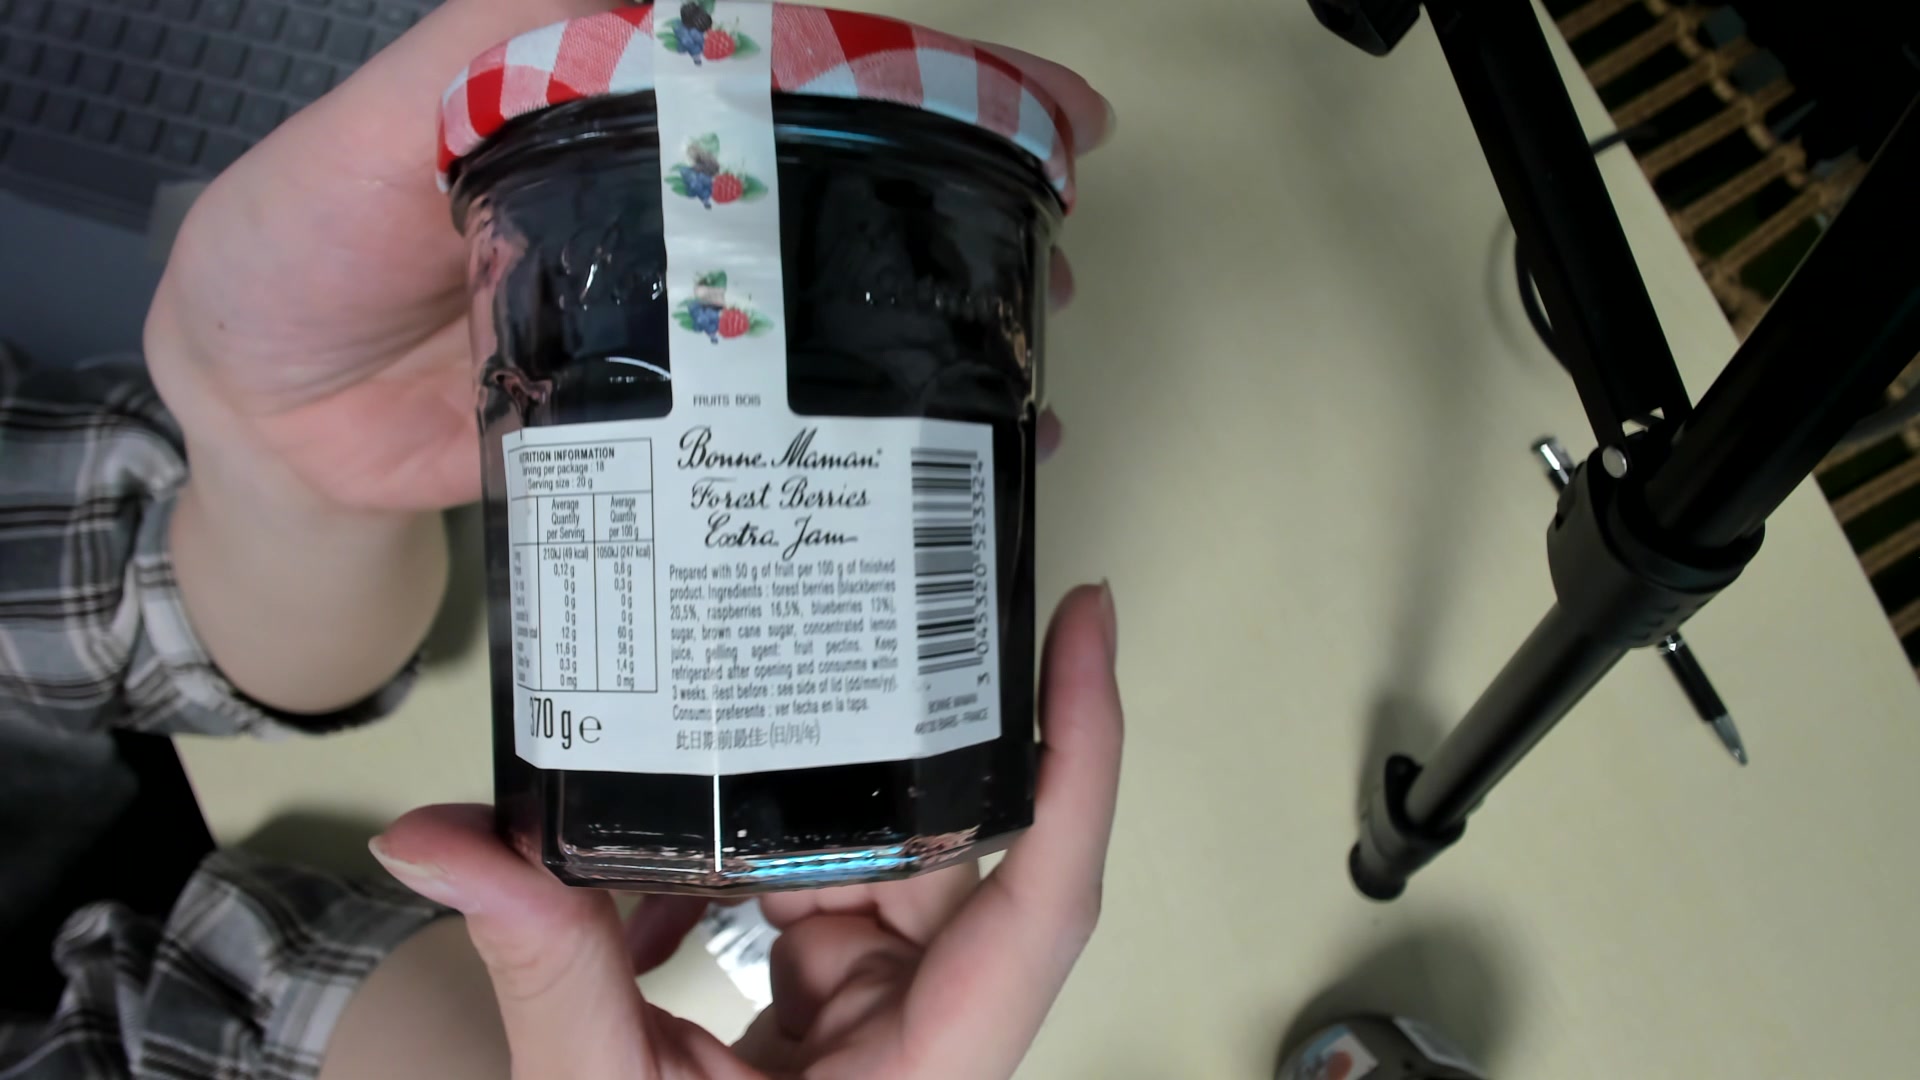 FRUITS BOIS
Bonne Maman
Forest Berries
Extra Jam
NUTRITION INFORMATION
Serving per package : 18
Serving size : 20 g
Average Quantity per Serving
Average Quantity per 100 g
210kJ (49 kcal) 1050kJ (247 kcal)
0,12 g 0,6 g
0 g 0,3 g
0 g 0 g
0 g 0 g
12 g 60 g
11,6 g 58 g
0,3 g 1,4 g
0 mg 0 mg
370 g e
Prepared with 50 g of fruit per 100 g of finished
product. Ingredients : forest berries (blackberries
20,5%, raspberries 16,5%, blueberries 13%),
sugar, brown cane sugar, concentrated lemon
juice, gelling agent: fruit pectins. Keep
refrigerated after opening and consumme within
3 weeks. Best before : see side of lid (dd/mm/yy).
Consumo preferente : ver fecha en la tapa.
此日期前最佳:(日/月/年)
3 045320 523324
BONNE MAMAN
FRANCE